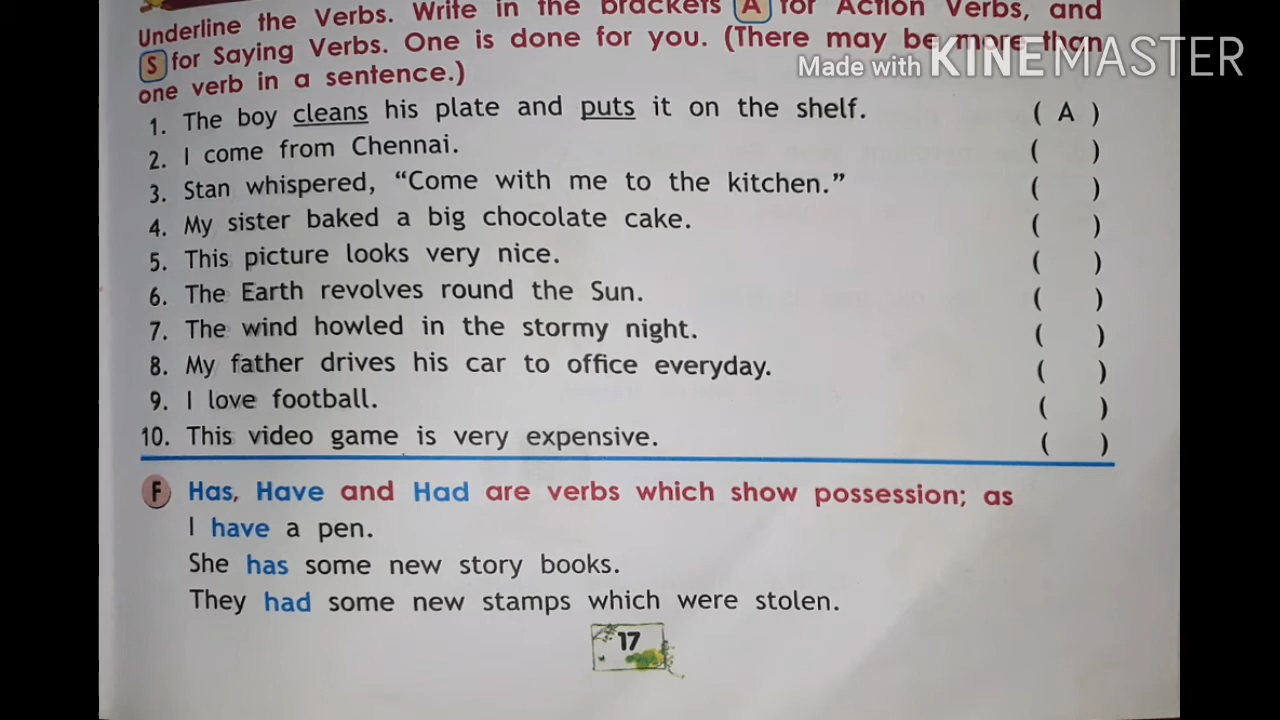 Underline the Verbs. Write in the brackets A for Action Verbs, and
S for Saying Verbs. One is done for you. (There may be more than
one verb in a sentence.)
Made with KINEMASTER
1. The boy cleans his plate and puts it on the shelf. ( A )
2. I come from Chennai. ( )
3. Stan whispered, “Come with me to the kitchen.” ( )
4. My sister baked a big chocolate cake. ( )
5. This picture looks very nice. ( )
6. The Earth revolves round the Sun. ( )
7. The wind howled in the stormy night. ( )
8. My father drives his car to office everyday. ( )
9. I love football. ( )
10. This video game is very expensive. ( )
F Has, Have and Had are verbs which show possession; as
I have a pen.
She has some new story books.
They had some new stamps which were stolen.
17